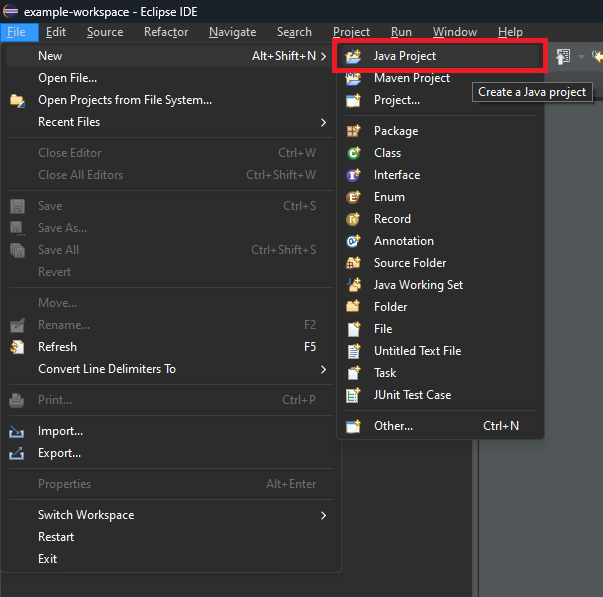 example-workspace - Eclipse IDE
File Edit Source Refactor Navigate Search Project Run Window Help
New Alt+Shift+N
Open File...
Open Projects from File System...
Recent Files
Close Editor Ctrl+W
Close All Editors Ctrl+Shift+W
Save Ctrl+S
Save As...
Save All Ctrl+Shift+S
Revert
Move...
Rename... F2
Refresh F5
Convert Line Delimiters To
Print... Ctrl+P
Import...
Export...
Properties Alt+Enter
Switch Workspace
Restart
Exit
Java Project
Maven Project
Project...
Create a Java project
Package
Class
Interface
Enum
Record
Annotation
Source Folder
Java Working Set
Folder
File
Untitled Text File
Task
JUnit Test Case
Other... Ctrl+N